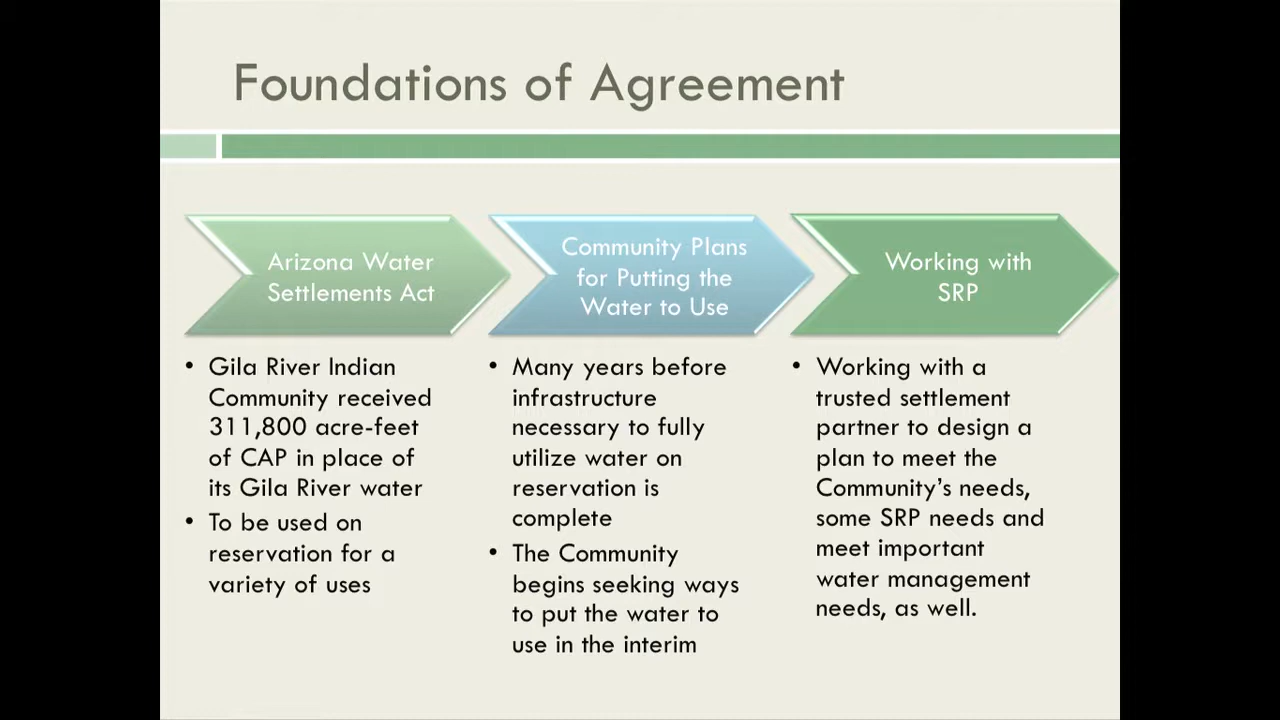 Foundations of Agreement
Arizona Water
Settlements Act
• Gila River Indian
Community received
311,800 acre-feet
of CAP in place of
its Gila River water
• To be used on
reservation for a
variety of uses
Community Plans
for Putting the
Water to Use
• Many years before
infrastructure
necessary to fully
utilize water on
reservation is
complete
• The Community
begins seeking ways
to put the water to
use in the interim
Working with
SRP
• Working with a
trusted settlement
partner to design a
plan to meet the
Community’s needs,
some SRP needs and
meet important
water management
needs, as well.